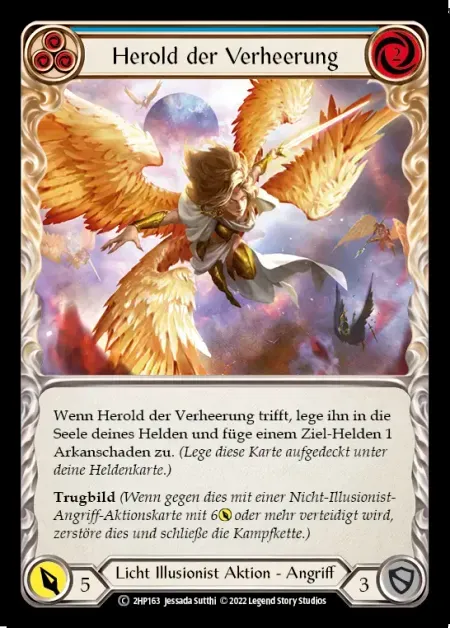 Herold der Verheerung
2
Wenn Herold der Verheerung trifft, lege ihn in die
Seele deines Helden und füge einem Ziel-Helden 1
Arkanschaden zu. (Lege diese Karte aufgedeckt unter
deine Heldenkarte.)
Trugbild (Wenn gegen dies mit einer Nicht-Illusionist-
Angriff-Aktionskarte mit 6 oder mehr verteidigt wird,
zerstöre dies und schließe die Kampfkette.)
5 Licht Illusionist Aktion - Angriff 3
C 2HP163 Jessada Sutthi © 2022 Legend Story Studios